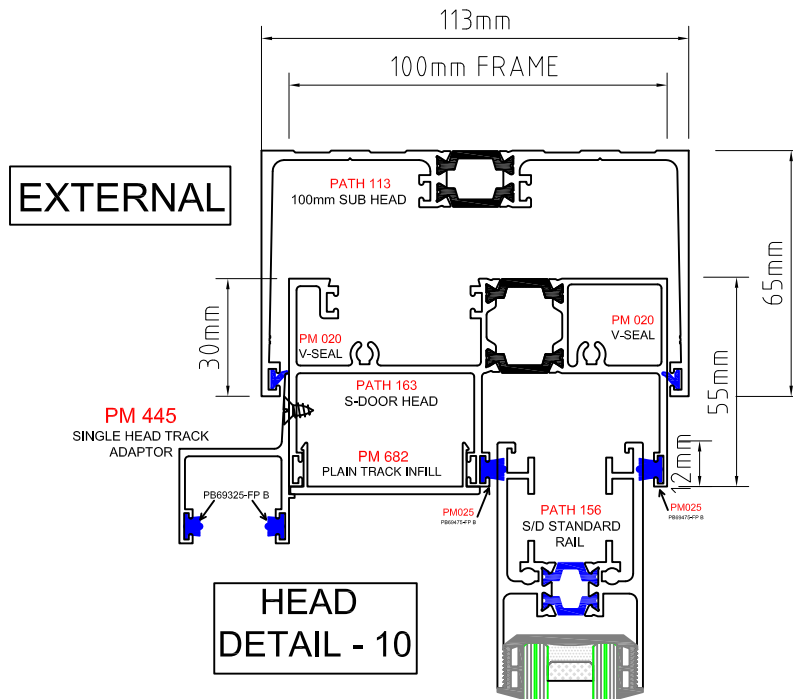 113mm
100mm FRAME
EXTERNAL
PATH 113
100mm SUB HEAD
65mm
30mm
PM 020
V-SEAL
PM 020
V-SEAL
55mm
PATH 163
S-DOOR HEAD
PM 445
SINGLE HEAD TRACK
ADAPTOR
PM 682
PLAIN TRACK INFILL
12mm
PB69325-FP B
PM025
PB69475-FP B
PATH 156
S/D STANDARD
RAIL
PM025
PB69475-FP B
HEAD
DETAIL - 10